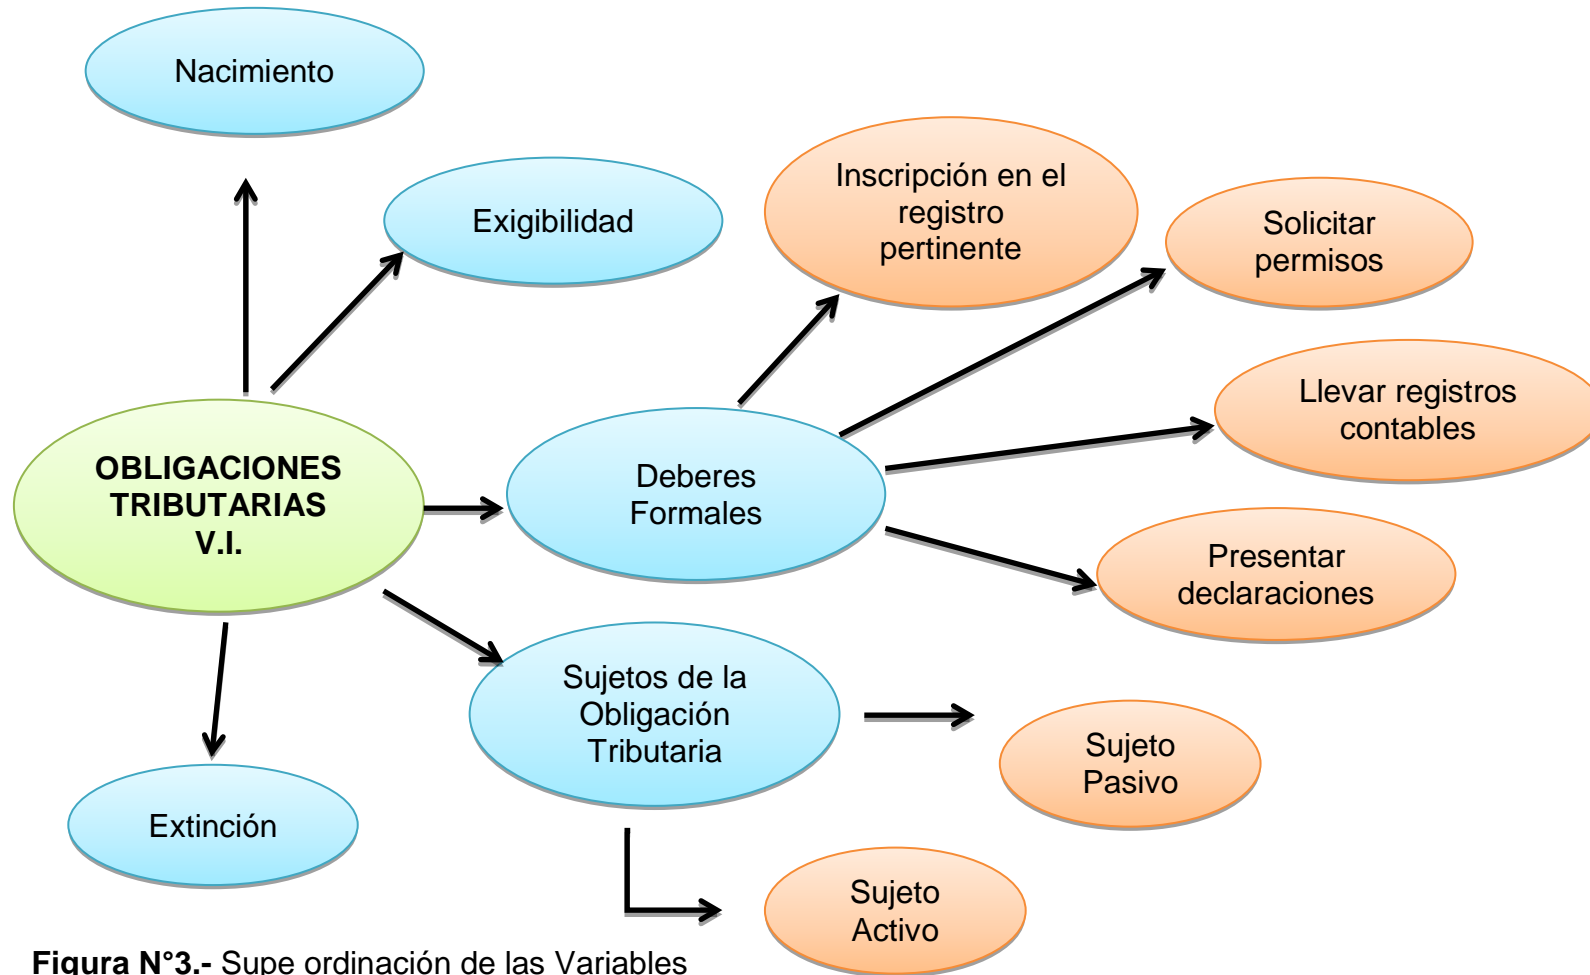 Nacimiento
Exigibilidad
Inscripción en el
registro
pertinente
Solicitar
permisos
Llevar registros
contables
OBLIGACIONES
TRIBUTARIAS
V.I.
Deberes
Formales
Presentar
declaraciones
Sujetos de la
Obligación
Tributaria
Sujeto
Pasivo
Extinción
Sujeto
Activo
Figura N°3.- Supe ordinación de las Variables